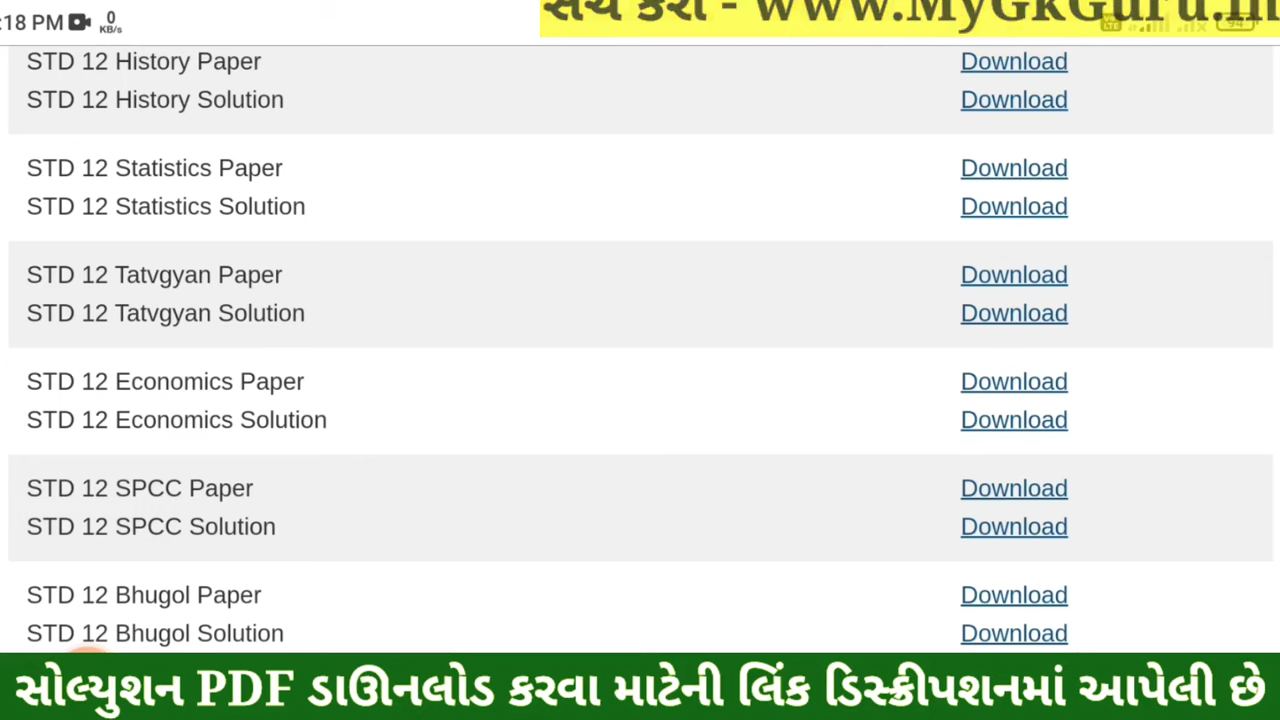 :18 PM 0 KB/s
સર્ચ કરો - www.MyGkGuru.in
STD 12 History Paper Download
STD 12 History Solution Download
STD 12 Statistics Paper Download
STD 12 Statistics Solution Download
STD 12 Tatvgyan Paper Download
STD 12 Tatvgyan Solution Download
STD 12 Economics Paper Download
STD 12 Economics Solution Download
STD 12 SPCC Paper Download
STD 12 SPCC Solution Download
STD 12 Bhugol Paper Download
STD 12 Bhugol Solution Download
સોલ્યુશન PDF ડાઊનલોડ કરવા માટેની લિંક ડિસ્ક્રીપશનમાં આપેલી છે